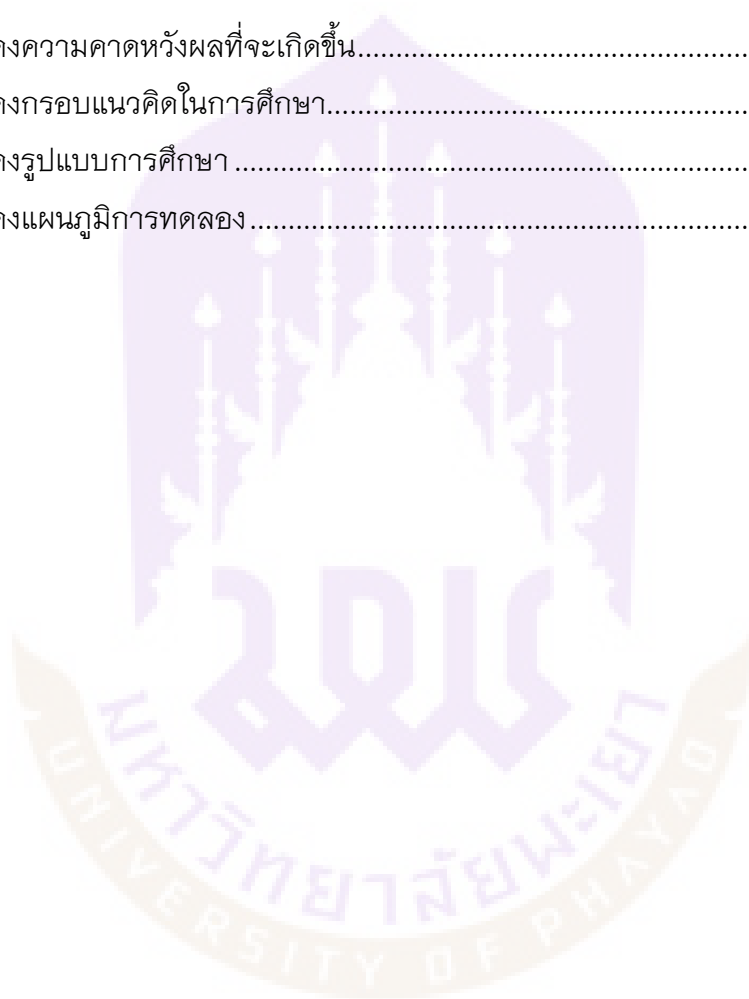 งความคาดหวังผลที่จะเกิดขึ้น...........................................................
งกรอบแนวคิดในการศึกษา................................................................
งรูปแบบการศึกษา ..............................................................................
งแผนภูมิการทดลอง ...........................................................................
มหาวิทยาลัยพะเยา
UNIVERSITY OF PHAYAO